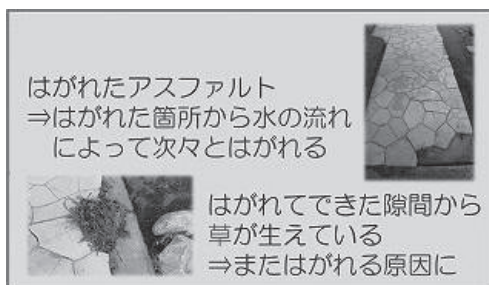 はがれたアスファルト
⇒はがれた箇所から水の流れ
によって次々とはがれる
はがれてできた隙間から
草が生えている
⇒またはがれる原因に